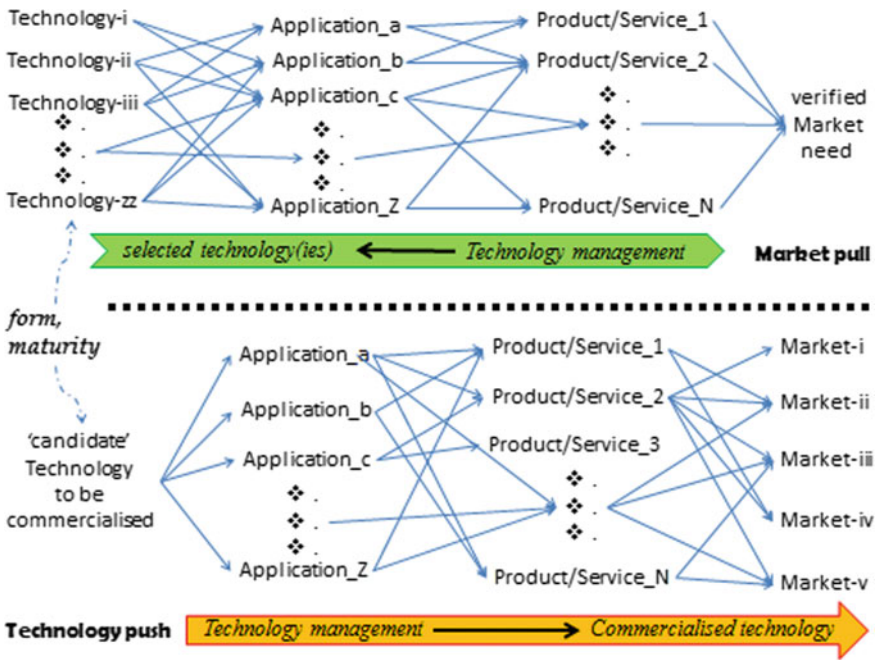 Technology-i
Technology-ii
Technology-iii
Technology-zz
Application_a
Application_b
Application_c
Application_Z
Product/Service_1
Product/Service_2
Product/Service_N
verified
Market
need
selected technology(ies)
Technology management
Market pull
form,
maturity
'candidate'
Technology
to be
commercialised
Application_a
Application_b
Application_c
Application_Z
Product/Service_1
Product/Service_2
Product/Service_3
Product/Service_N
Market-i
Market-ii
Market-iii
Market-iv
Market-v
Technology push
Technology management
Commercialised technology